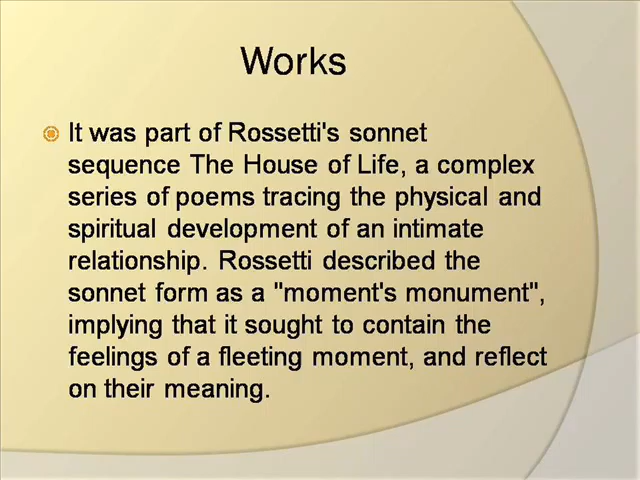 Works
It was part of Rossetti's sonnet
sequence The House of Life, a complex
series of poems tracing the physical and
spiritual development of an intimate
relationship. Rossetti described the
sonnet form as a "moment's monument",
implying that it sought to contain the
feelings of a fleeting moment, and reflect
on their meaning.